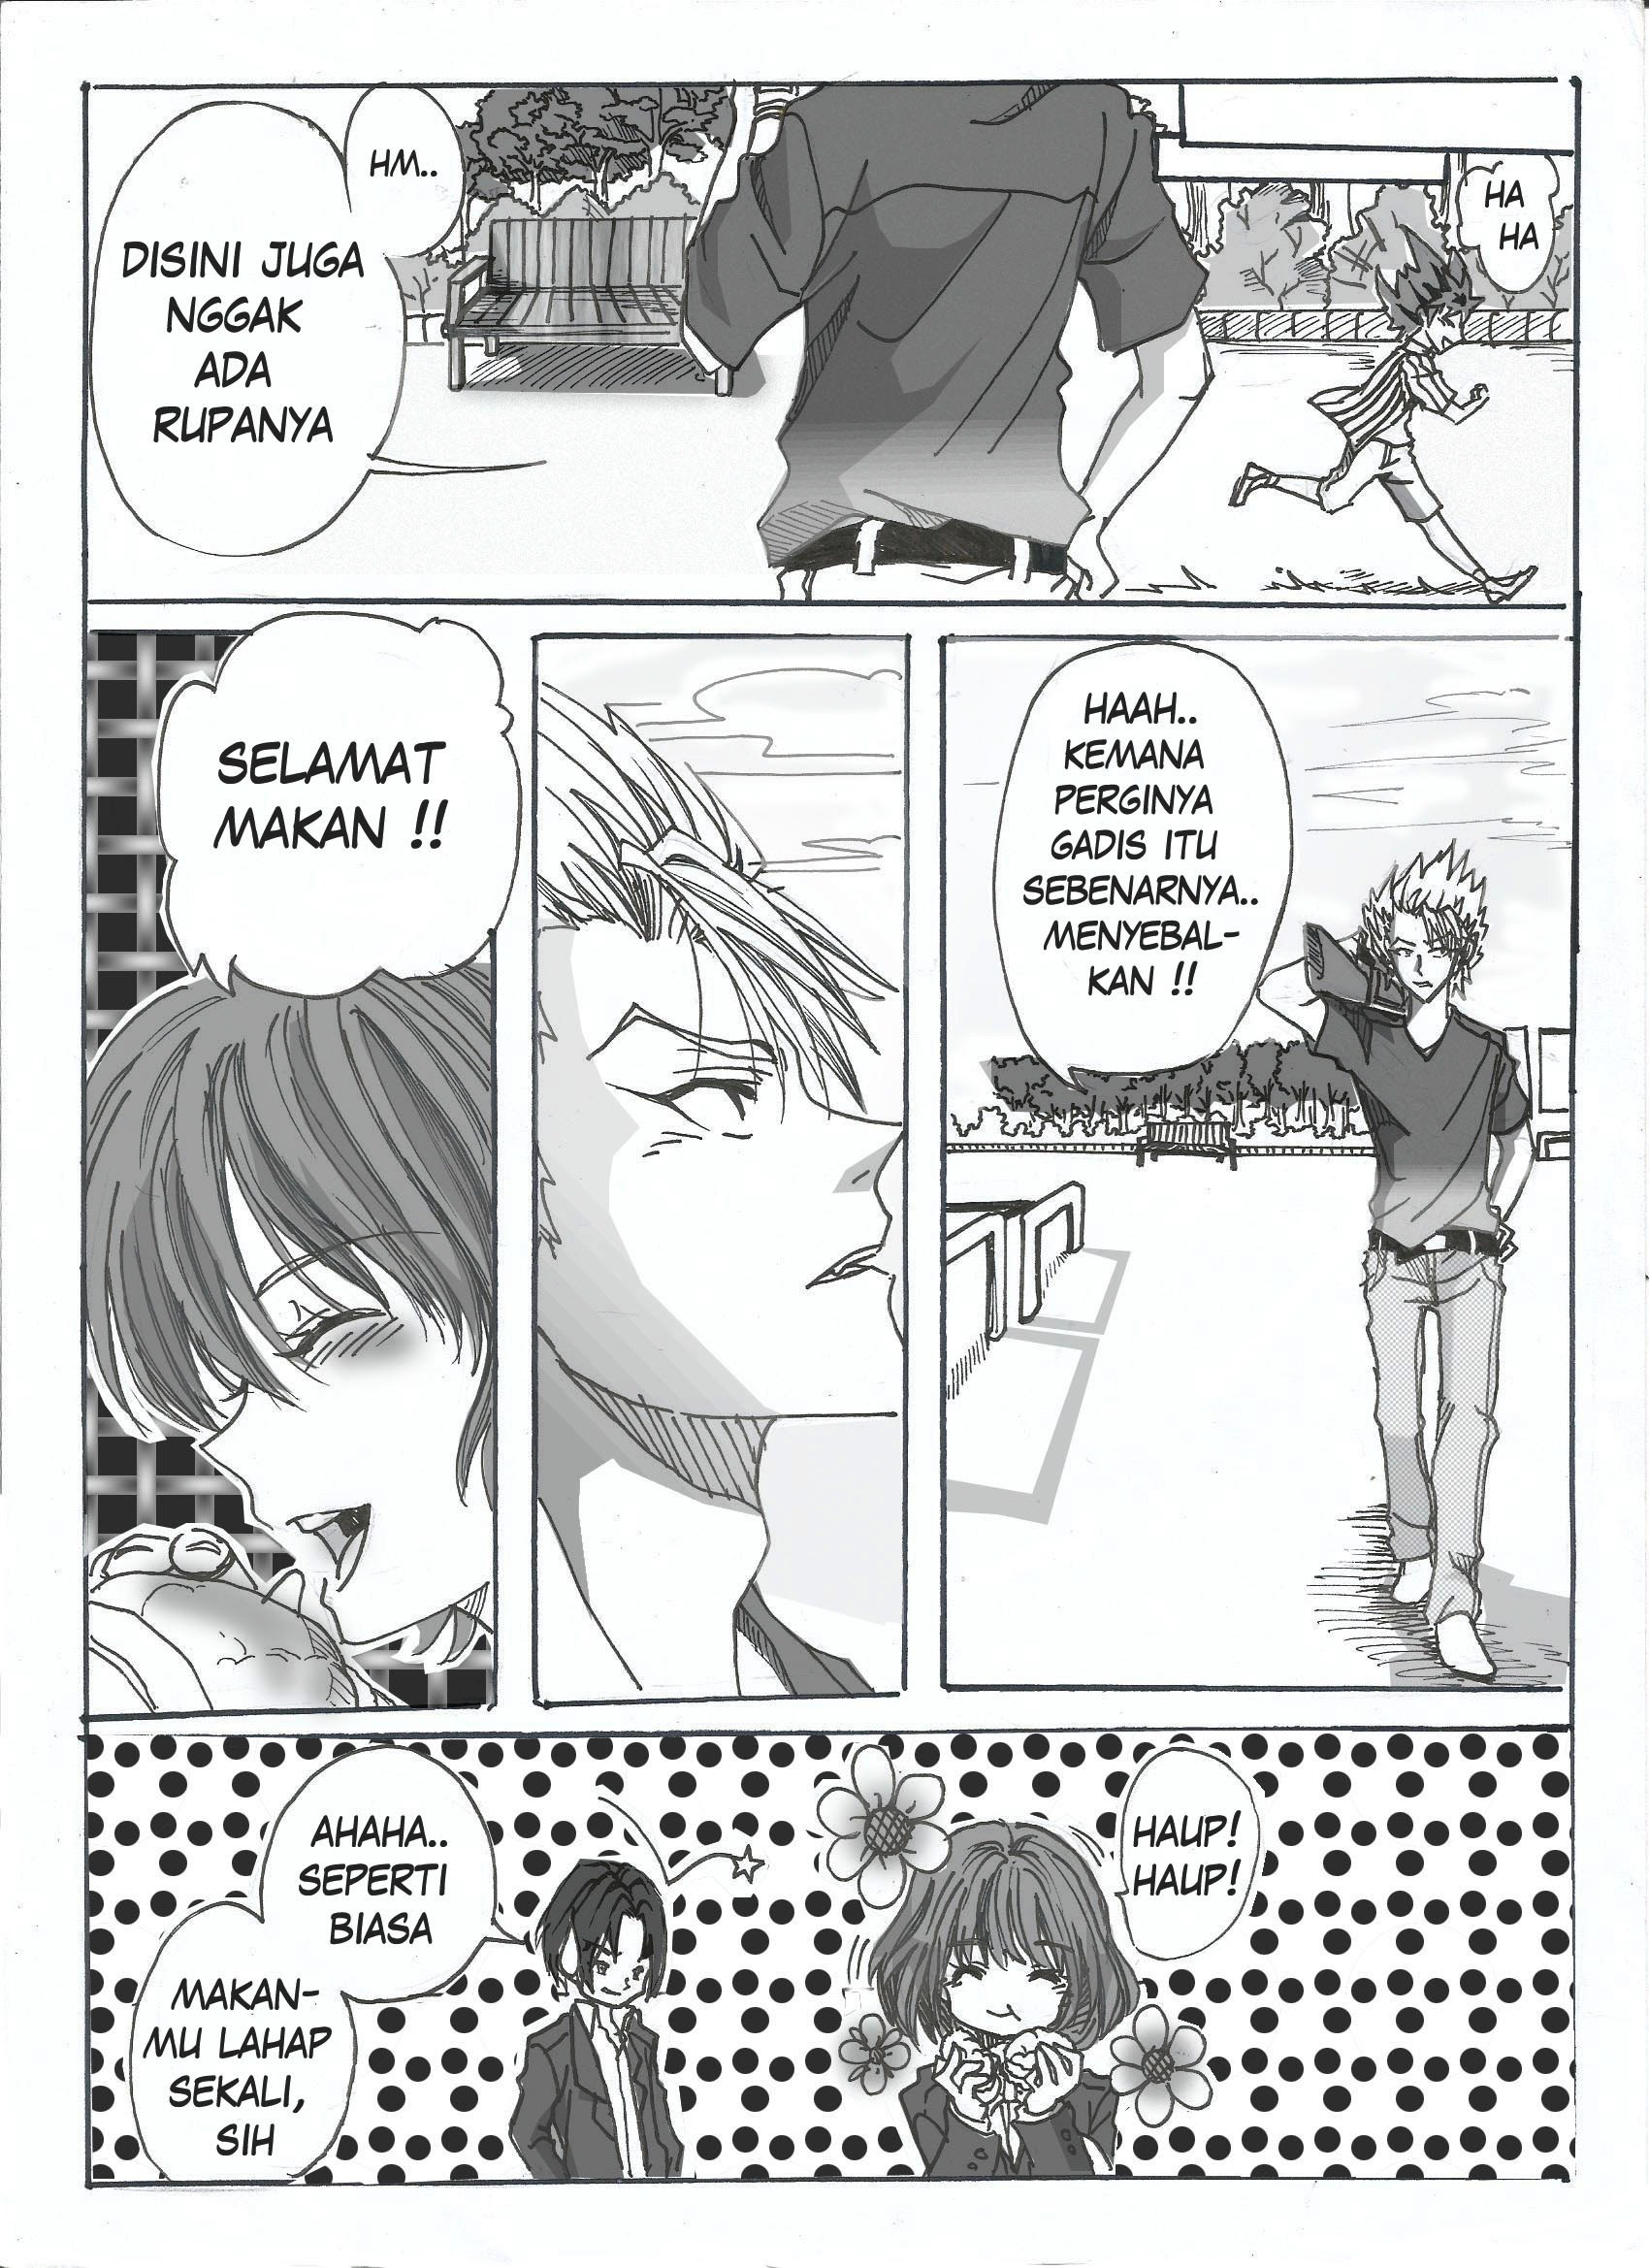 HA
HA
HM..
DISINI JUGA
NGGAK
ADA
RUPANYA
HAAH..
KEMANA
PERGINYA
GADIS ITU
SEBENARNYA..
MENYEBAL-
KAN !!
SELAMAT
MAKAN !!
HAUP!
HAUP!
AHAHA..
SEPERTI
BIASA
MAKAN-
MU LAHAP
SEKALI,
SIH